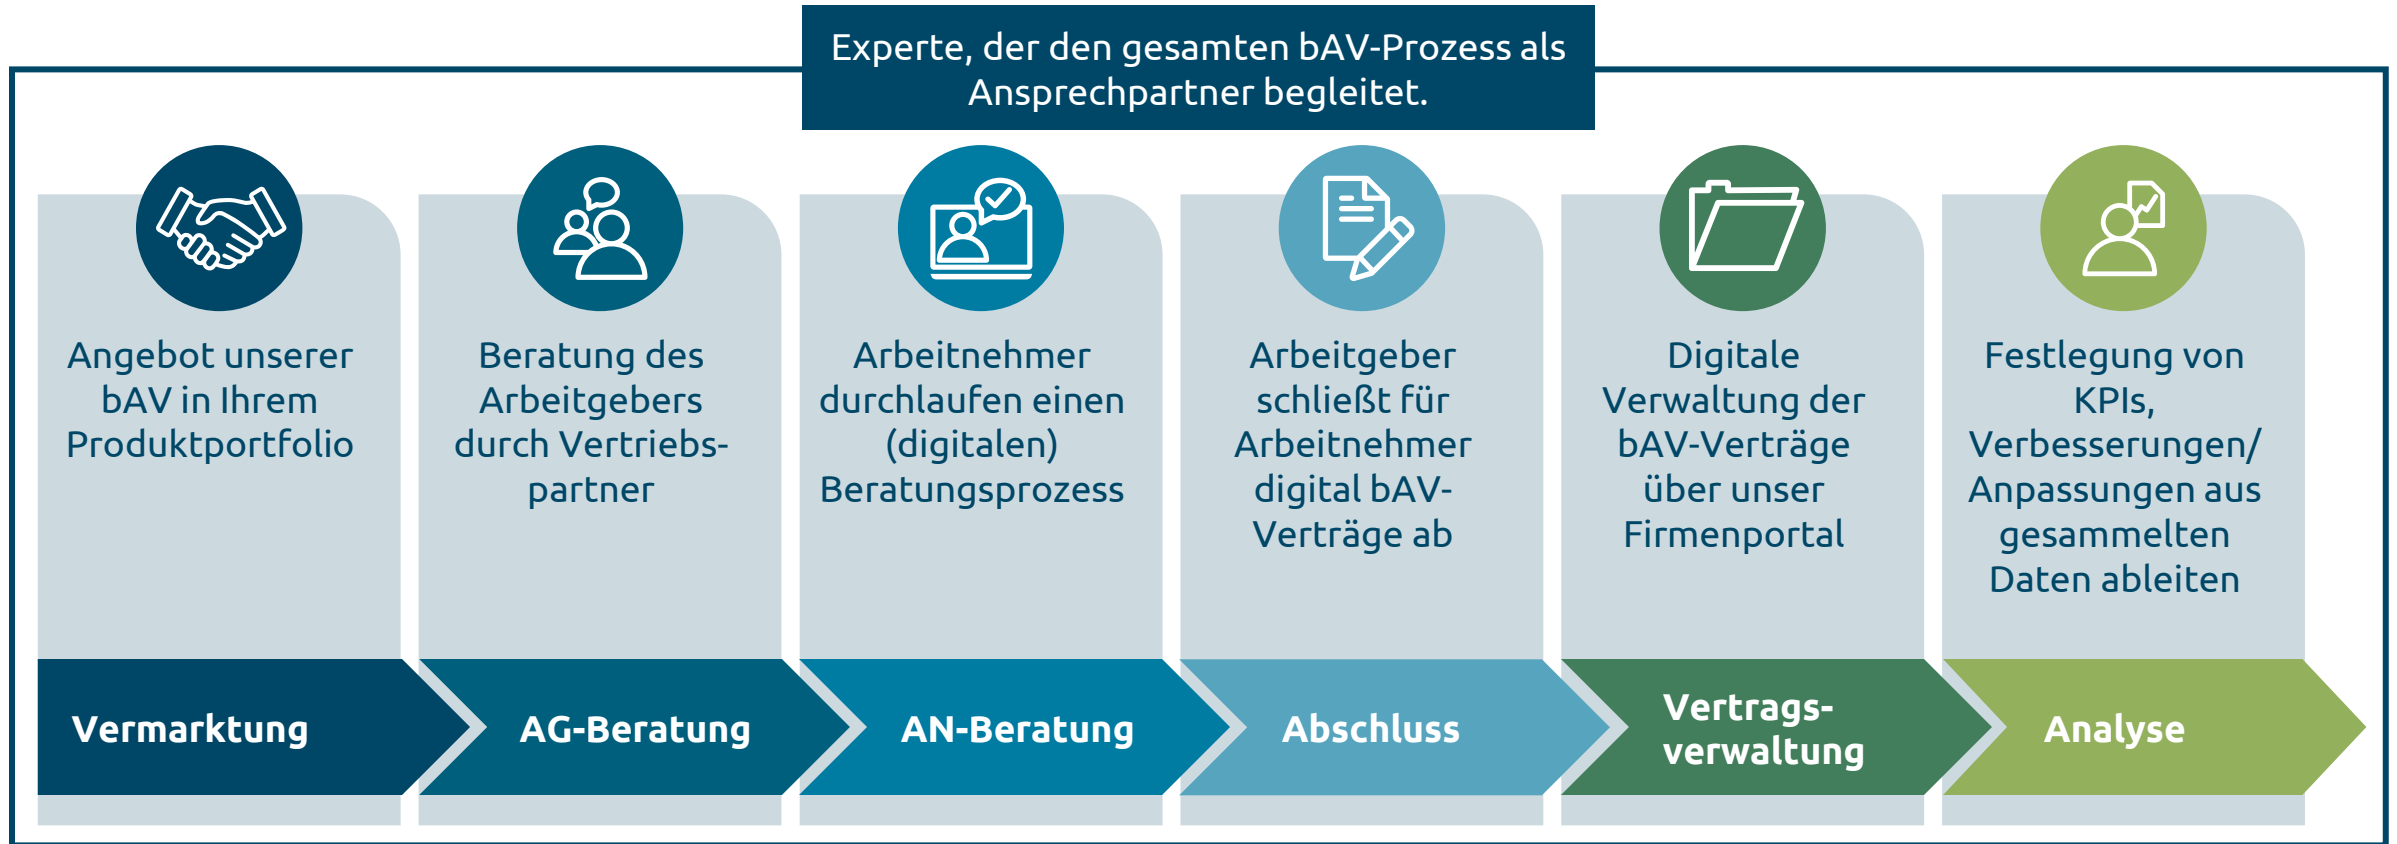 Experte, der den gesamten bAV-Prozess als
Ansprechpartner begleitet.
Angebot unserer
bAV in Ihrem
Produktportfolio
Beratung des
Arbeitgebers
durch Vertriebs-
partner
Arbeitnehmer
durchlaufen einen
(digitalen)
Beratungsprozess
Arbeitgeber
schließt für
Arbeitnehmer
digital bAV-
Verträge ab
Digitale
Verwaltung der
bAV-Verträge
über unser
Firmenportal
Festlegung von
KPIs,
Verbesserungen/
Anpassungen aus
gesammelten
Daten ableiten
Vermarktung
AG-Beratung
AN-Beratung
Abschluss
Vertrags-
verwaltung
Analyse